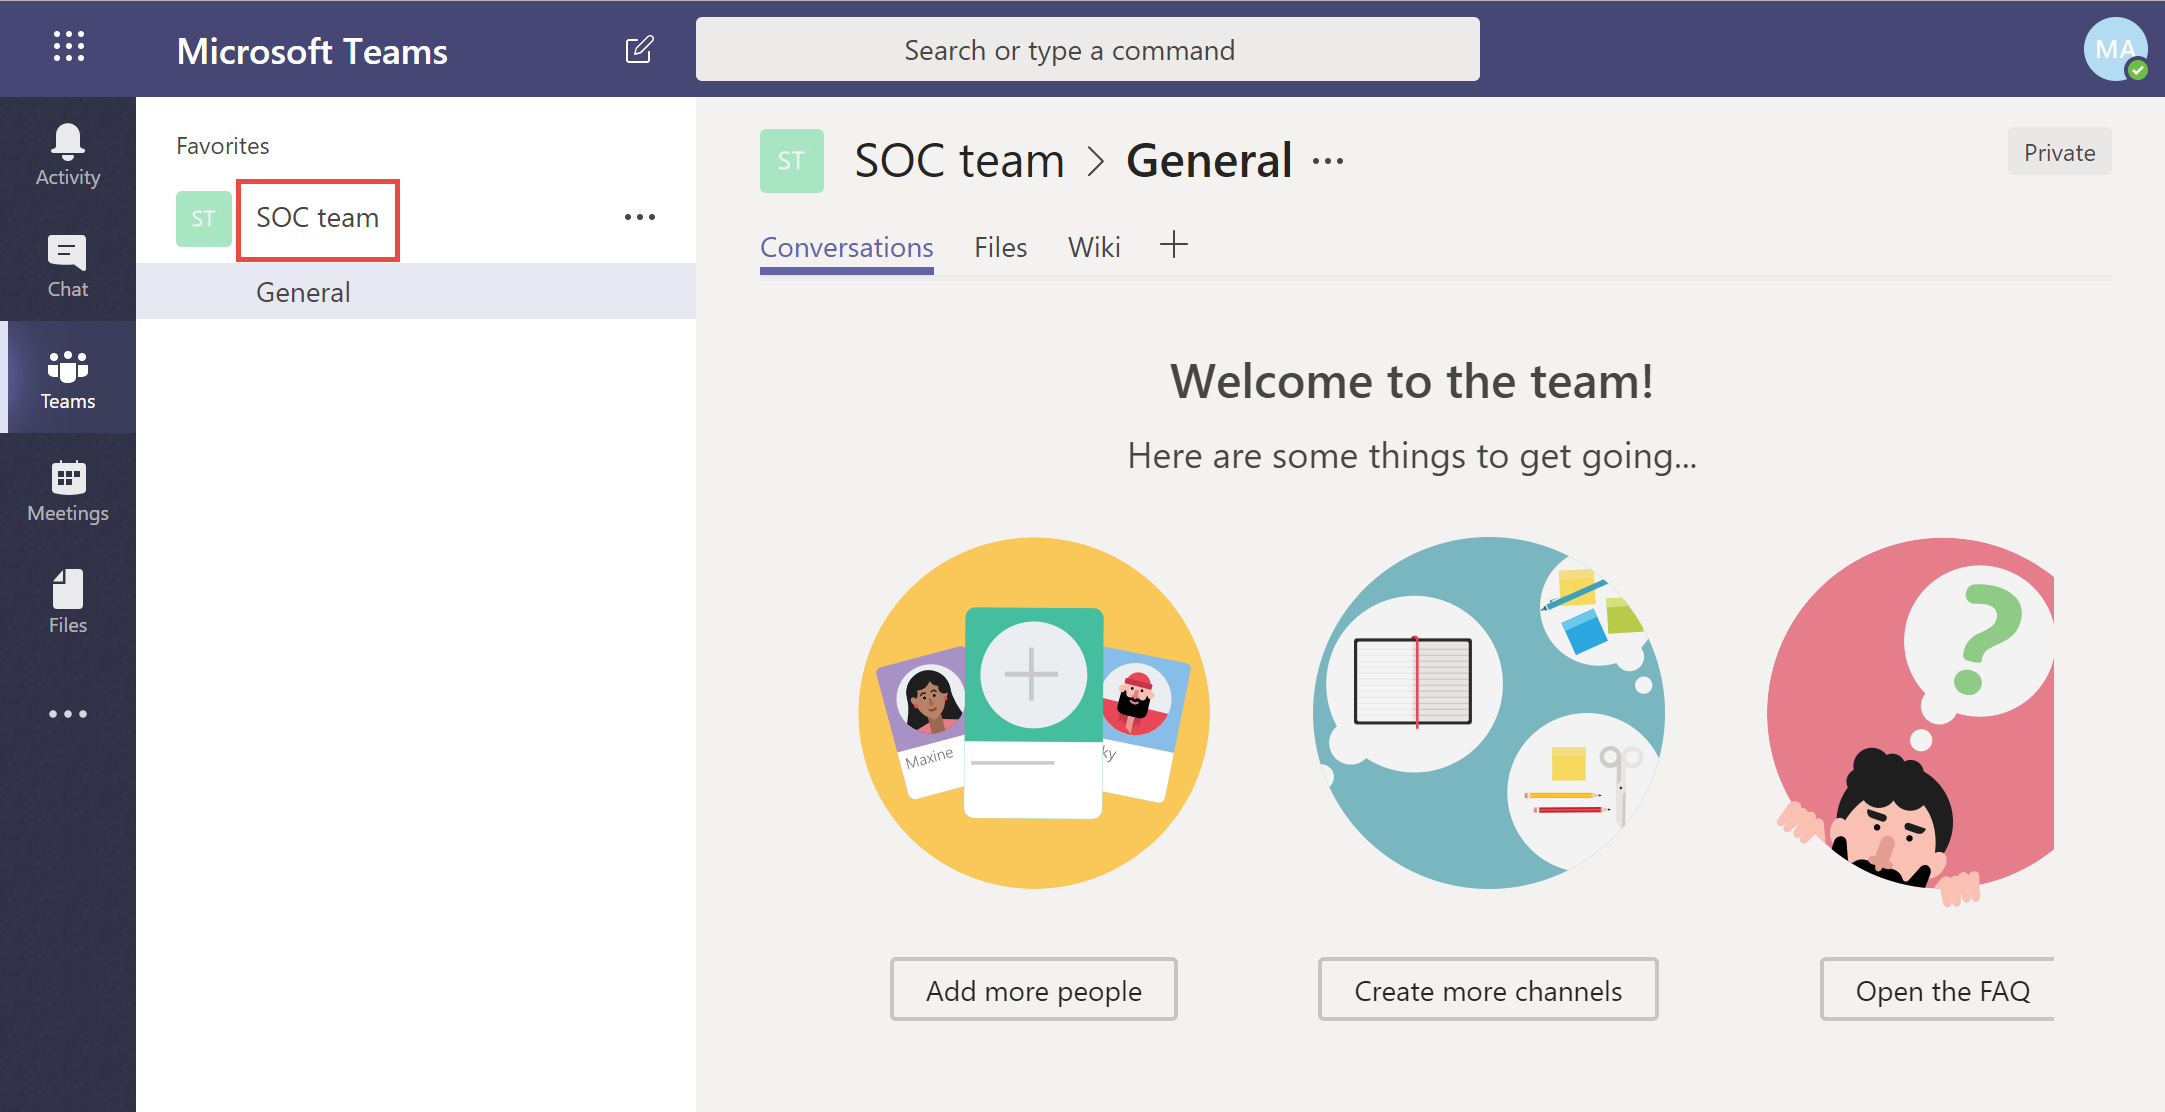 Microsoft Teams
Search or type a command
MA
Activity
Chat
Teams
Meetings
Files
Favorites
ST
SOC team
General
ST
SOC team
General
Private
Conversations
Files
Wiki
Welcome to the team!
Here are some things to get going...
Maxine
ky
Add more people
Create more channels
Open the FAQ